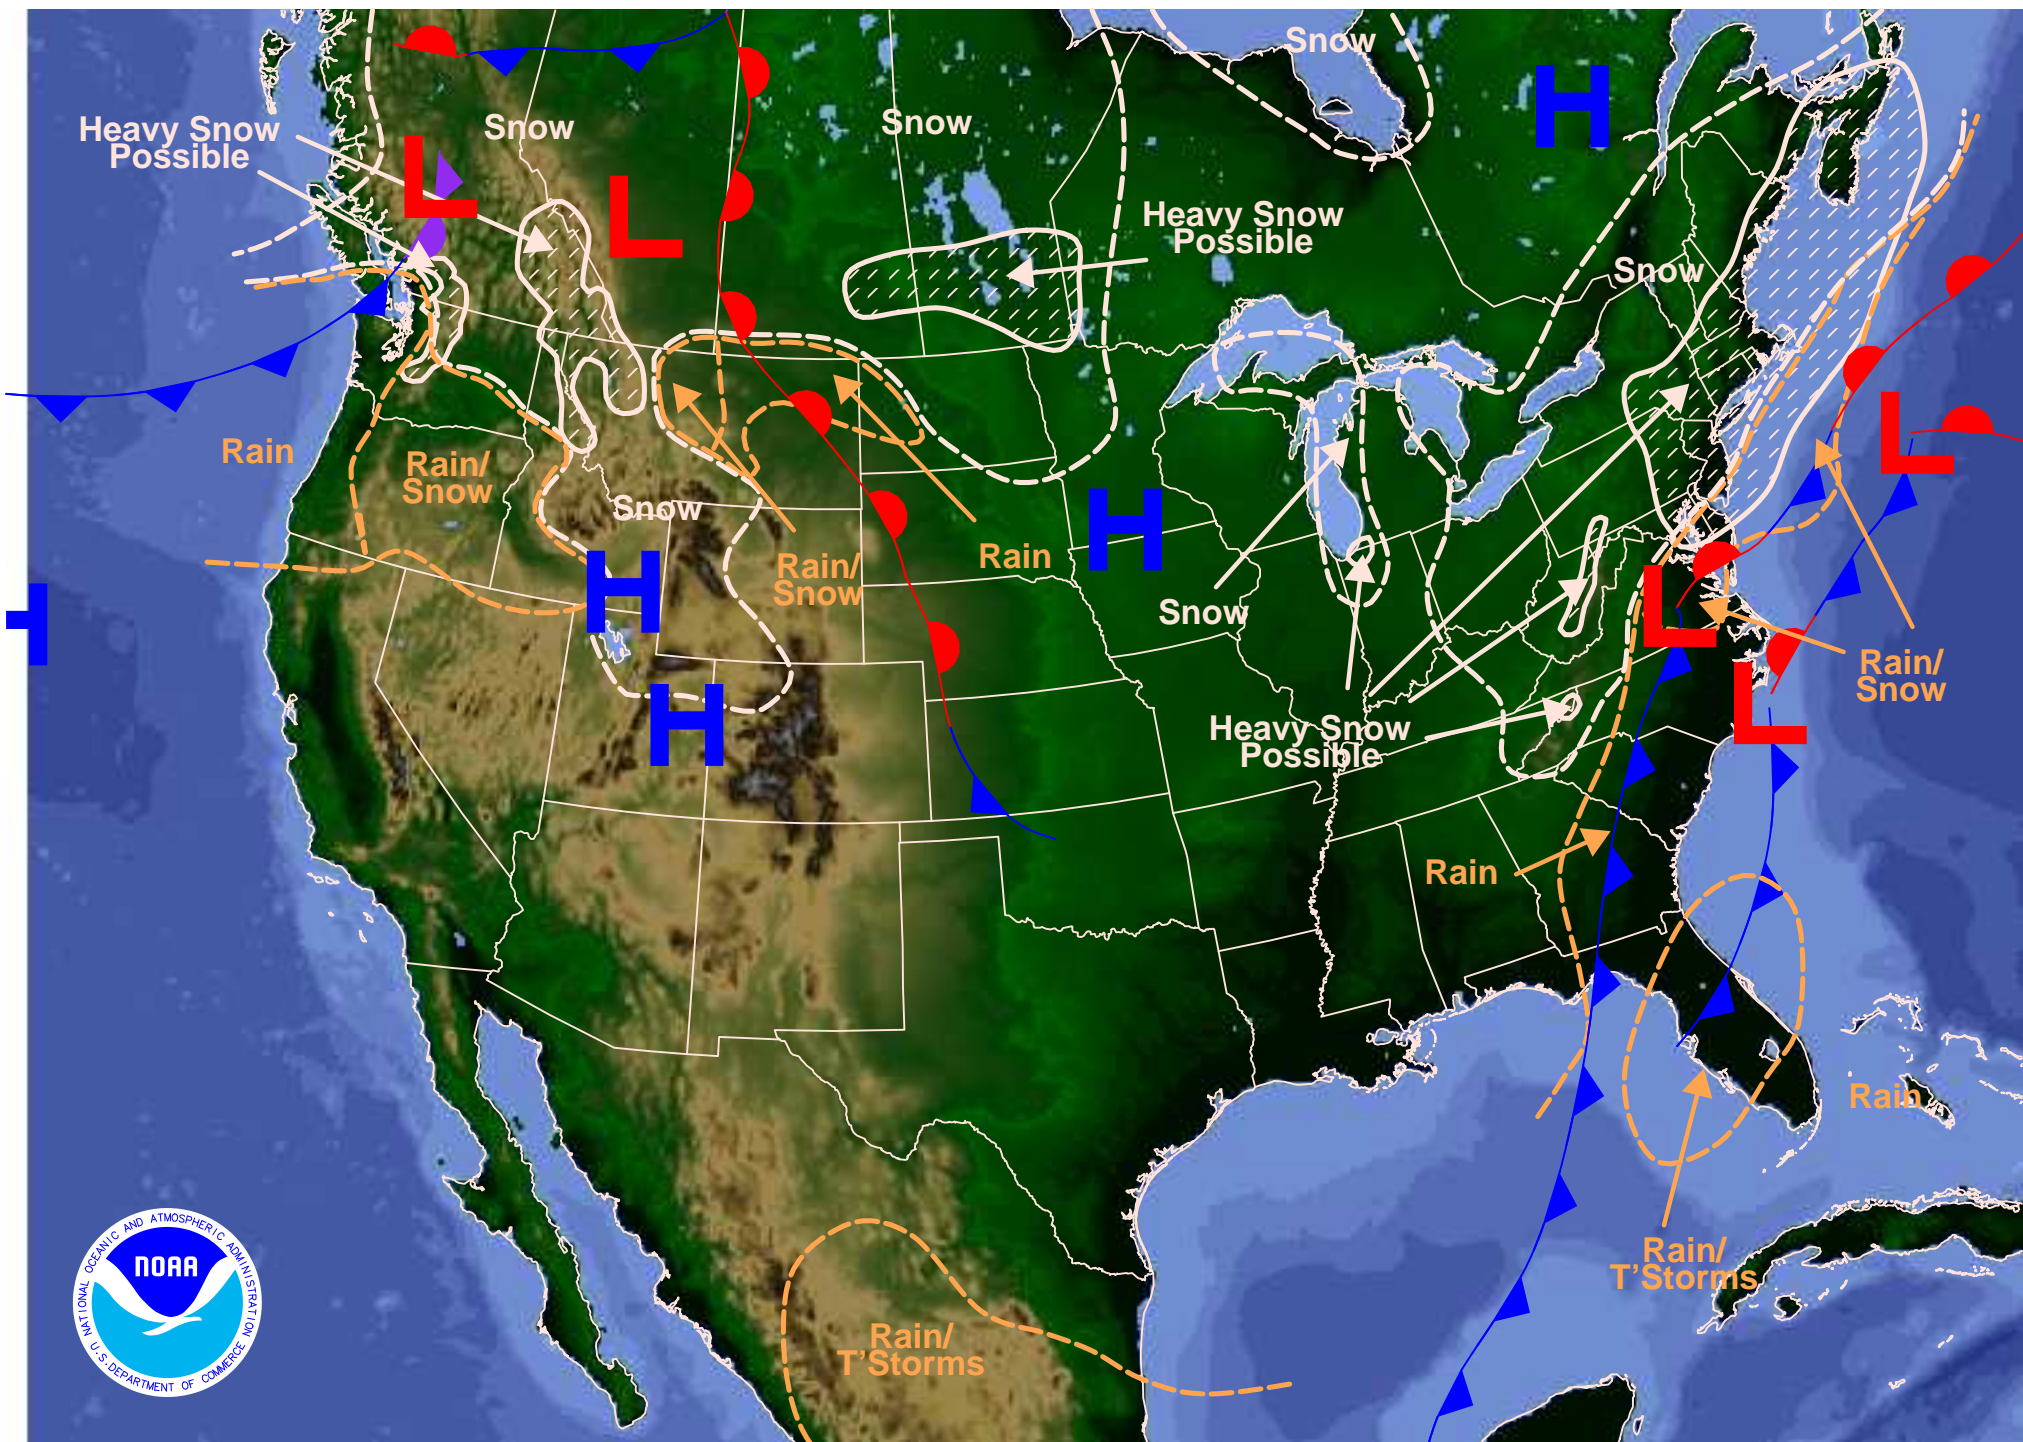 Snow
H
Heavy Snow
Possible
Snow
Snow
L
L
Heavy Snow
Possible
Snow
Rain
Rain/
Snow
L
Snow
H
Rain/
Snow
Rain
H
H
Snow
L
Rain/
Snow
L
H
Heavy Snow
Possible
Rain
Rain
Rain/
T'Storms
Rain/
T'Storms
NATIONAL OCEANIC AND ATMOSPHERIC ADMINISTRATION
NOAA
U.S. DEPARTMENT OF COMMERCE